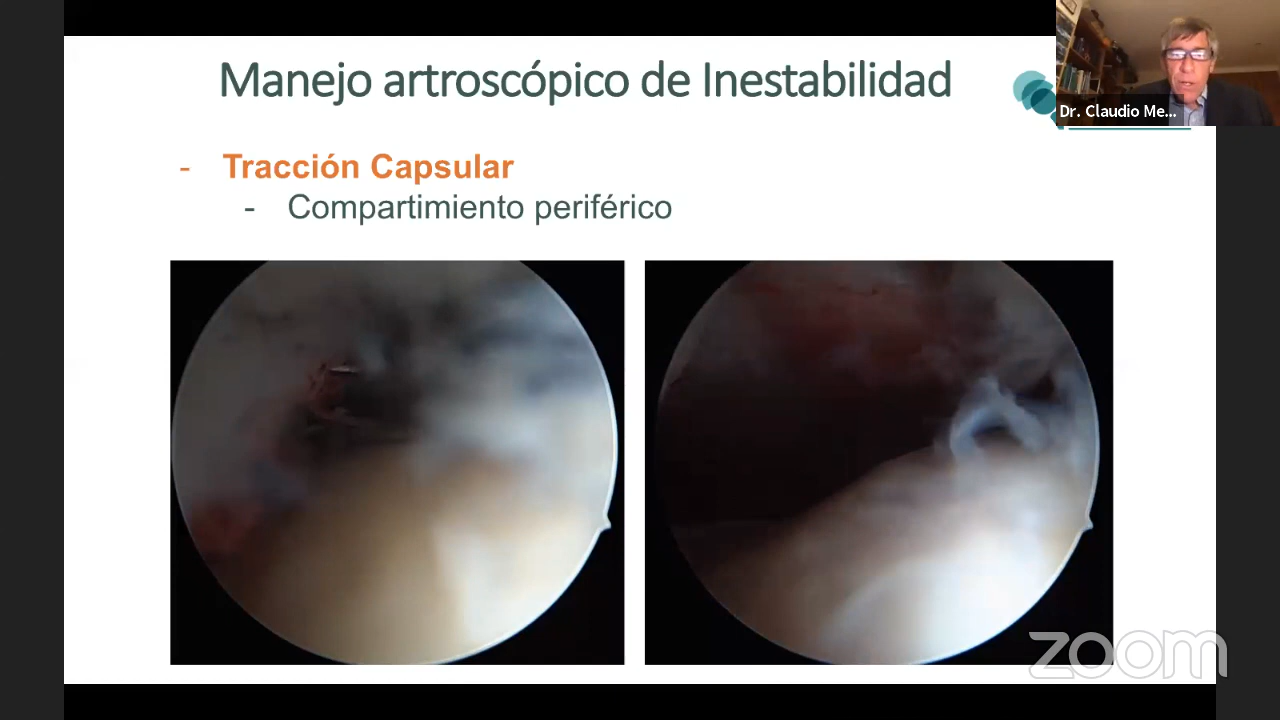 Manejo artroscópico de Inestabilidad
Dr. Claudio Me...
- Tracción Capsular
- Compartimiento periférico
zoom